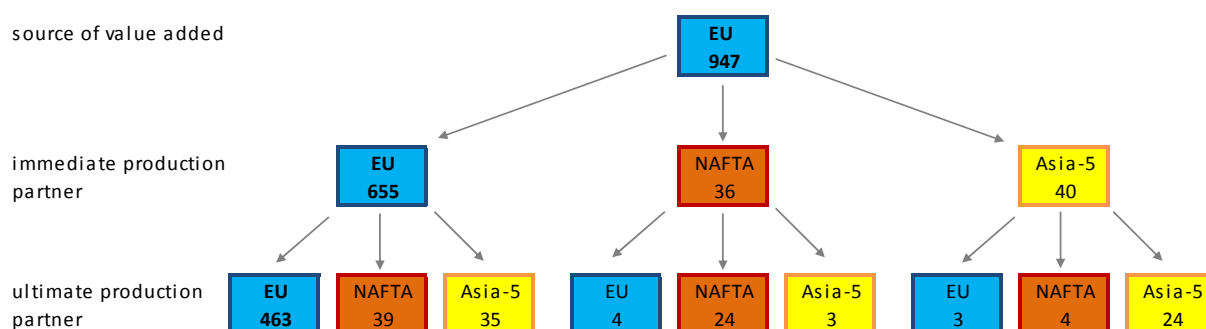 source of value added
EU
947
immediate production
partner
EU
655
NAFTA
36
Asia-5
40
ultimate production
partner
EU
463
NAFTA
39
Asia-5
35
EU
4
NAFTA
24
Asia-5
3
EU
3
NAFTA
4
Asia-5
24